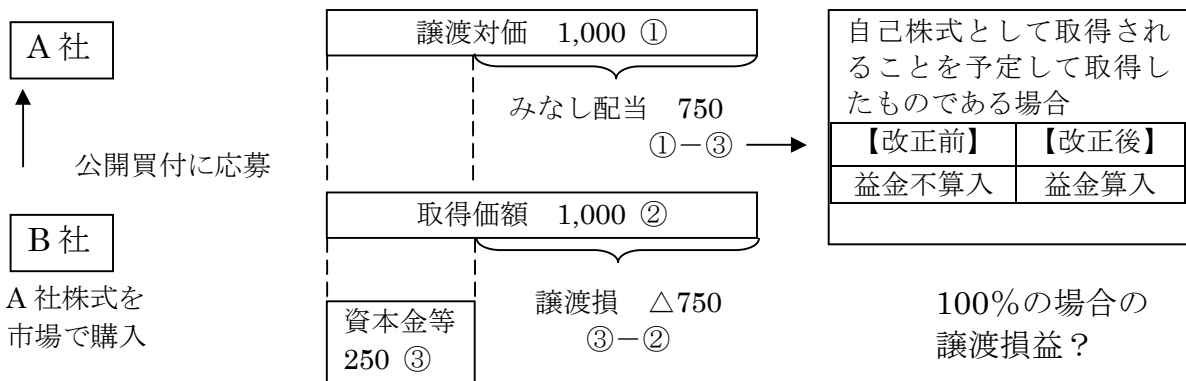 A 社
公開買付に応募
B 社
A 社株式を
市場で購入
譲渡対価 1,000 ①
みなし配当 750
①－③
取得価額 1,000 ②
譲渡損 △750
③－②
資本金等
250 ③
自己株式として取得され
ることを予定して取得し
たものである場合
【改正前】 【改正後】
益金不算入 益金算入
100％の場合の
譲渡損益？